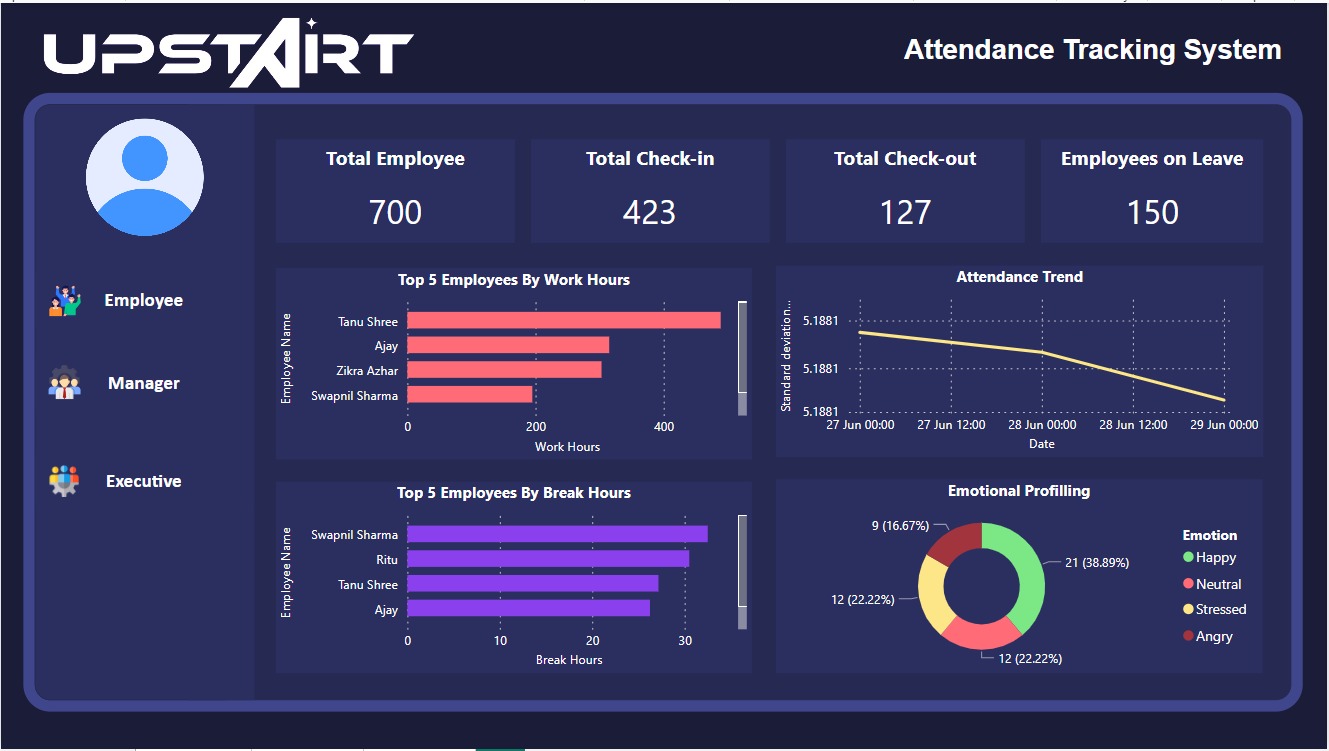 UPSTART
Attendance Tracking System
Total Employee
700
Total Check-in
423
Total Check-out
127
Employees on Leave
150
Employee
Manager
Executive
Top 5 Employees By Work Hours
Employee Name
Tanu Shree
Ajay
Zikra Azhar
Swapnil Sharma
0 200 400
Work Hours
Attendance Trend
Standard deviation...
5.1881
5.1881
5.1881
27 Jun 00:00 27 Jun 12:00 28 Jun 00:00 28 Jun 12:00 29 Jun 00:00
Date
Top 5 Employees By Break Hours
Employee Name
Swapnil Sharma
Ritu
Tanu Shree
Ajay
0 10 20 30
Break Hours
Emotional Profilling
9 (16.67%)
21 (38.89%)
12 (22.22%)
12 (22.22%)
Emotion
Happy
Neutral
Stressed
Angry